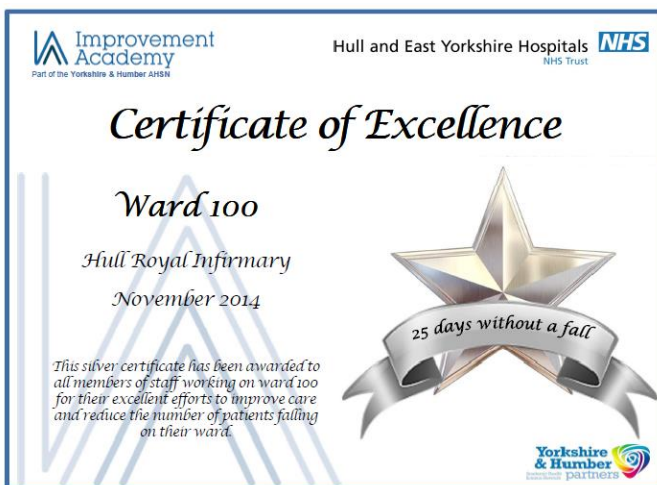 Improvement
Academy
Part of the Yorkshire & Humber AHSN
Hull and East Yorkshire Hospitals NHS
NHS Trust
Certificate of Excellence
Ward 100
Hull Royal Infirmary
November 2014
25 days without a fall
This silver certificate has been awarded to
all members of staff working on ward 100
for their excellent efforts to improve care
and reduce the number of patients falling
on their ward.
Yorkshire
& Humber
partners